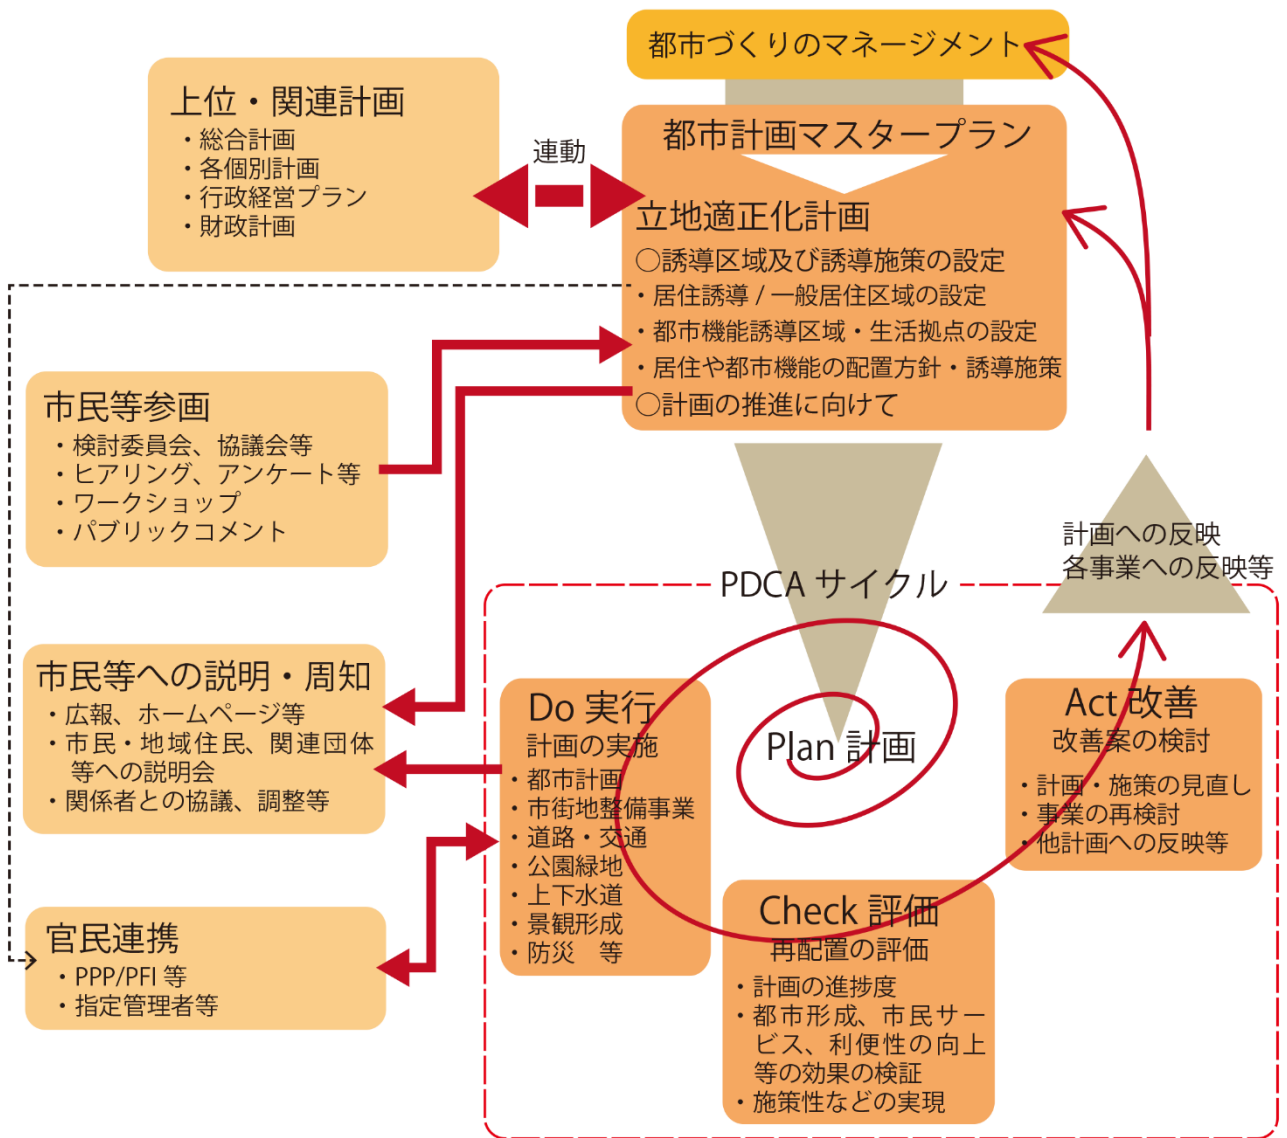 都市づくりのマネージメント
上位・関連計画
・総合計画
・各個別計画
・行政経営プラン
・財政計画
連動
都市計画マスタープラン
立地適正化計画
○誘導区域及び誘導施策の設定
・居住誘導 / 一般居住区域の設定
・都市機能誘導区域・生活拠点の設定
・居住や都市機能の配置方針・誘導施策
○計画の推進に向けて
市民等参画
・検討委員会、協議会等
・ヒアリング、アンケート等
・ワークショップ
・パブリックコメント
計画への反映
各事業への反映等
PDCA サイクル
市民等への説明・周知
・広報、ホームページ等
・市民・地域住民、関連団体
等への説明会
・関係者との協議、調整等
Do 実行
計画の実施
・都市計画
・市街地整備事業
・道路・交通
・公園緑地
・上下水道
・景観形成
・防災　等
Plan 計画
Act 改善
改善案の検討
・計画・施策の見直し
・事業の再検討
・他計画への反映等
Check 評価
再配置の評価
・計画の進捗度
・都市形成、市民サー
ビス、利便性の向上
等の効果の検証
・施策性などの実現
官民連携
・PPP/PFI 等
・指定管理者等